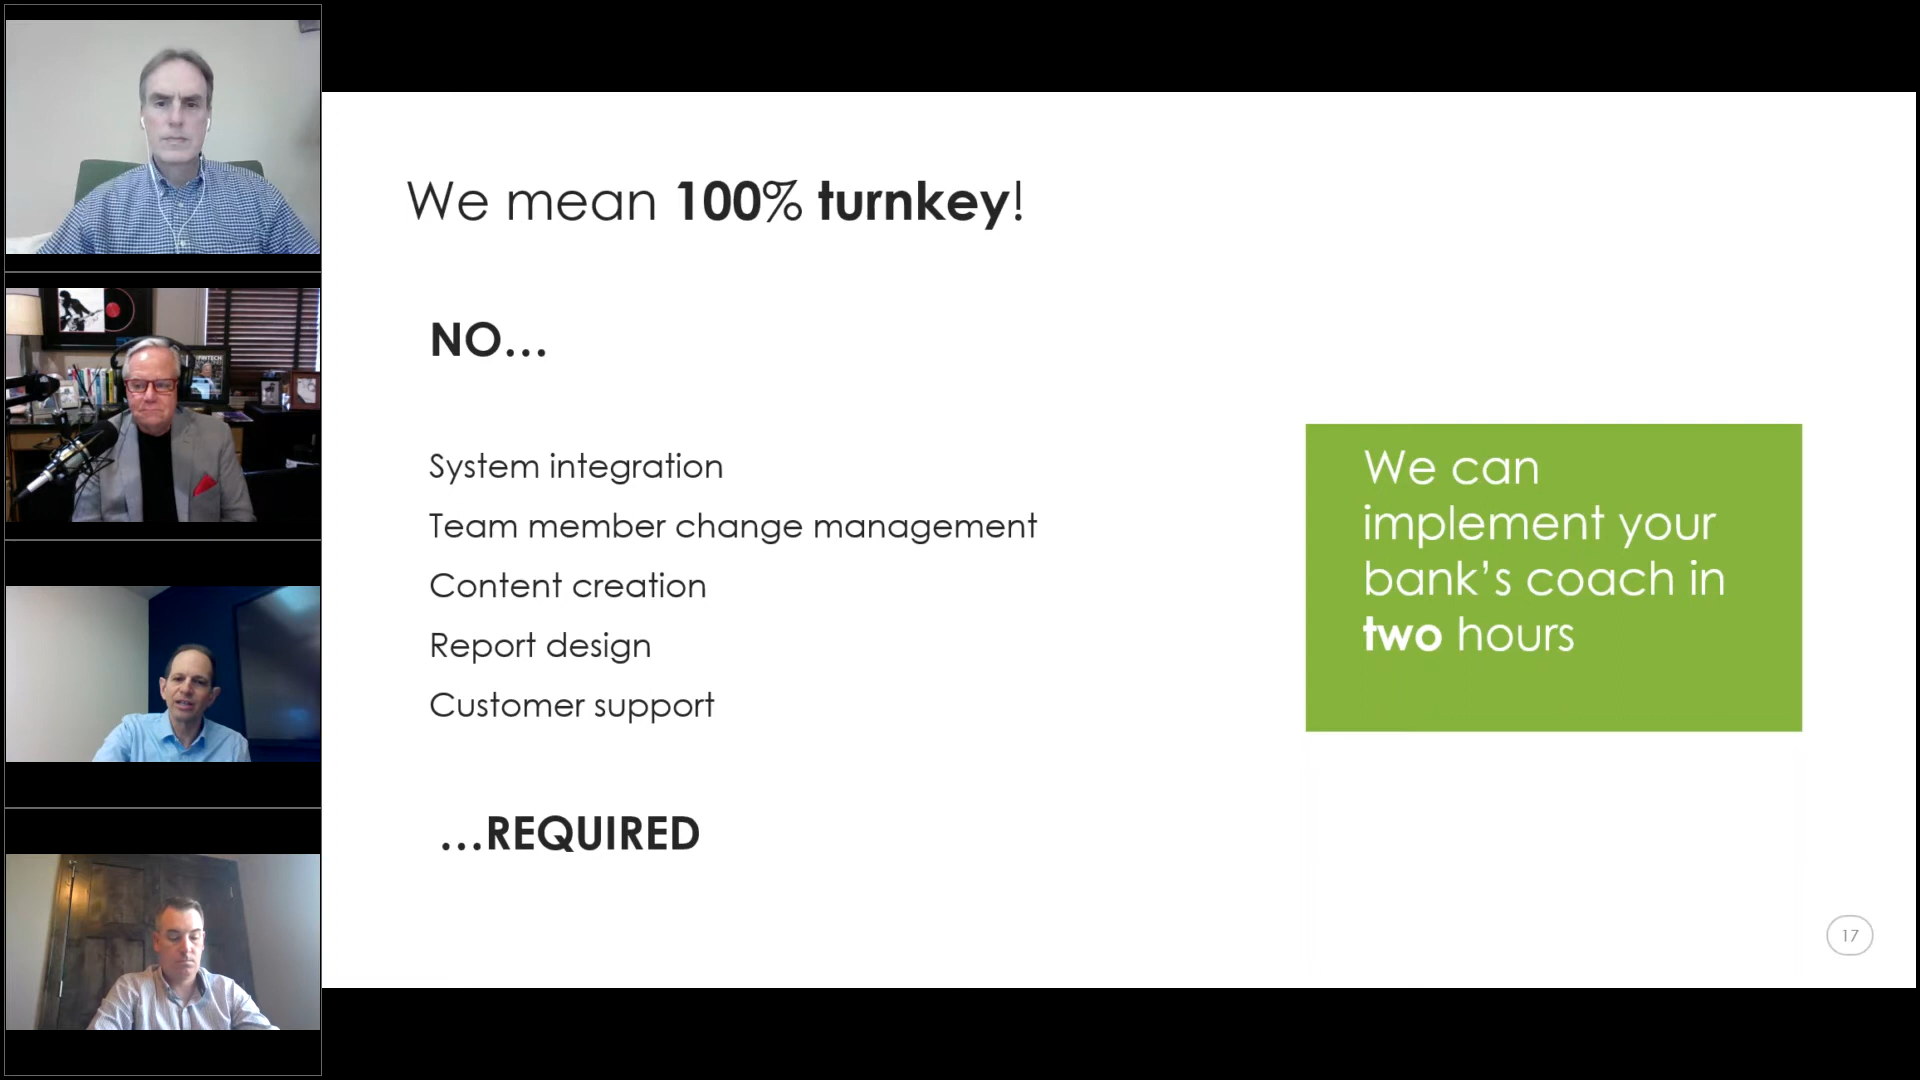 We mean 100% turnkey!
NO...
System integration
Team member change management
Content creation
Report design
Customer support
...REQUIRED
We can
implement your
bank's coach in
two hours
17
FINTECH